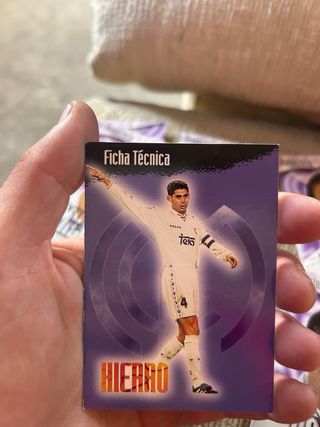 Ficha Técnica
Teka
4
HIERRO